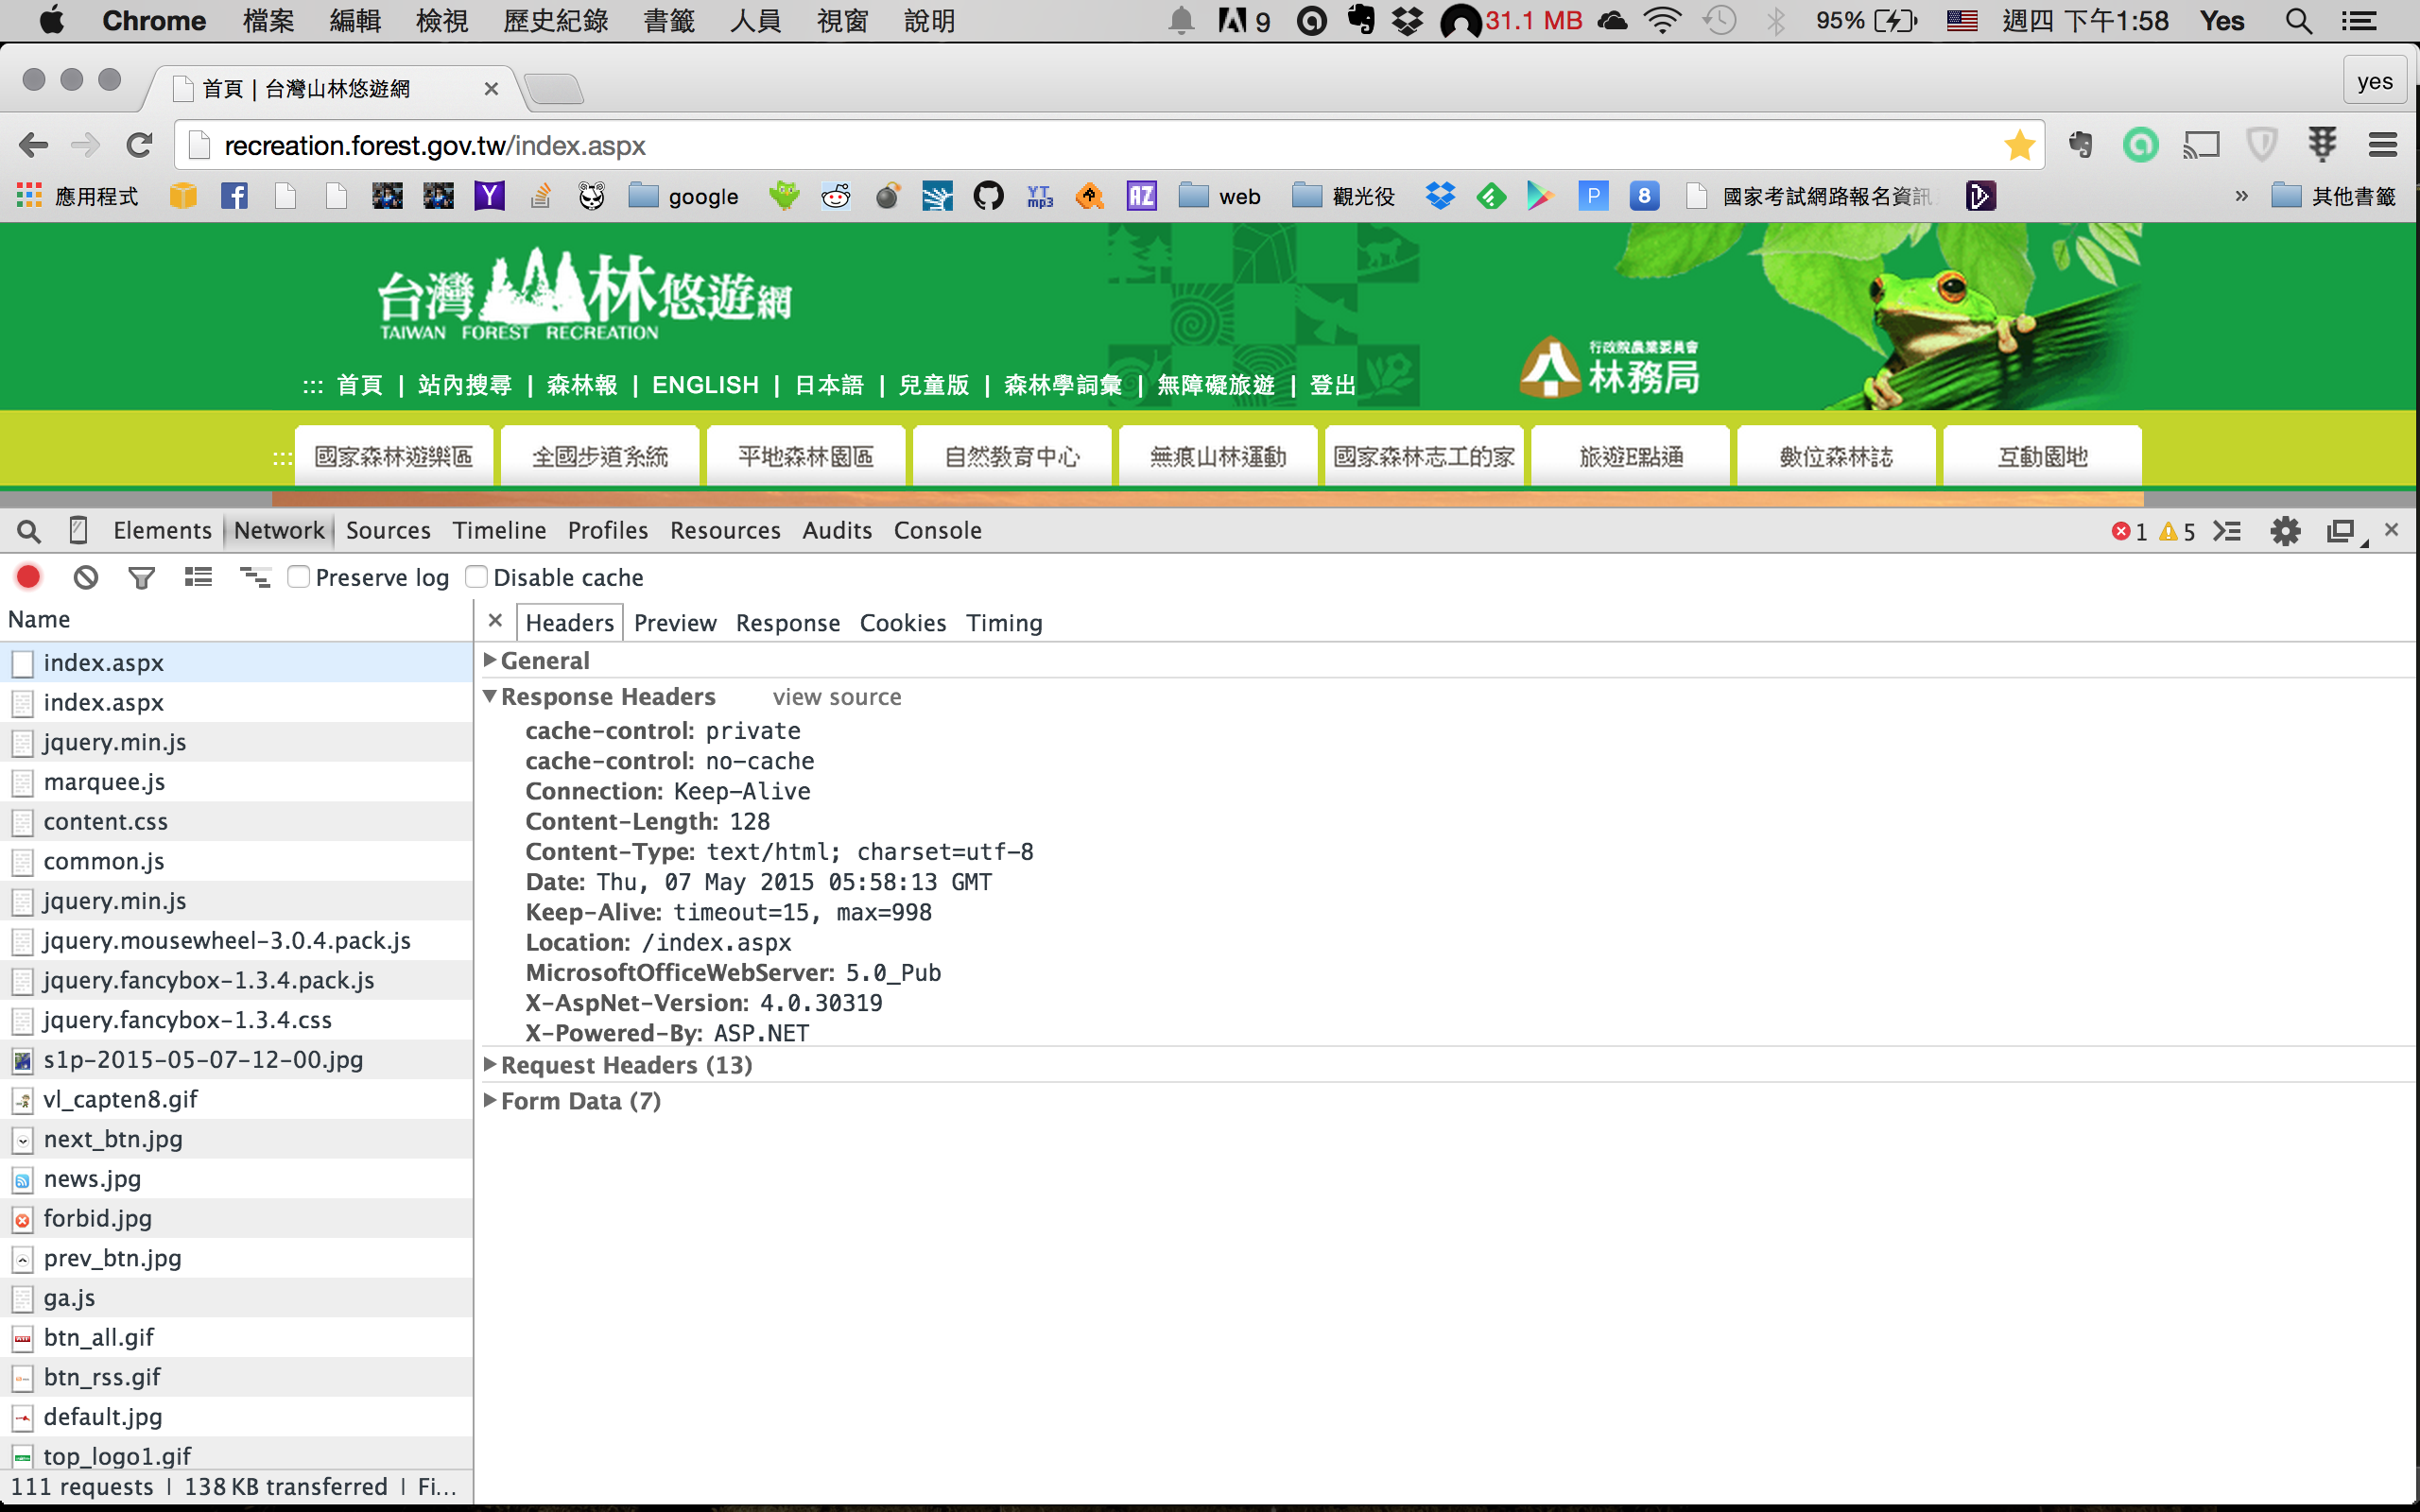 Chrome 檔案 編輯 檢視 歷史紀錄 書籤 人員 視窗 說明 9 31.1 MB 95% 週四 下午1:58 Yes
首頁 | 台灣山林悠遊網 yes
recreation.forest.gov.tw/index.aspx
應用程式 google YT mp3 AZ web 觀光役 P 8 國家考試網路報名資訊 » 其他書籤
台灣山林悠遊網
TAIWAN FOREST RECREATION
行政院農業委員會
林務局
::: 首頁 | 站內搜尋 | 森林報 | ENGLISH | 日本語 | 兒童版 | 森林學詞彙 | 無障礙旅遊 | 登出
::: 國家森林遊樂區 全國步道系統 平地森林園區 自然教育中心 無痕山林運動 國家森林志工的家 旅遊E點通 數位森林誌 互動園地
Elements Network Sources Timeline Profiles Resources Audits Console 1 5
Preserve log Disable cache
Name
Headers Preview Response Cookies Timing
index.aspx
index.aspx
jquery.min.js
marquee.js
content.css
common.js
jquery.min.js
jquery.mousewheel-3.0.4.pack.js
jquery.fancybox-1.3.4.pack.js
jquery.fancybox-1.3.4.css
s1p-2015-05-07-12-00.jpg
vl_capten8.gif
next_btn.jpg
news.jpg
forbid.jpg
prev_btn.jpg
ga.js
btn_all.gif
btn_rss.gif
default.jpg
top_logo1.gif
111 requests | 138 KB transferred | Fi...
General
Response Headers view source
cache-control: private
cache-control: no-cache
Connection: Keep-Alive
Content-Length: 128
Content-Type: text/html; charset=utf-8
Date: Thu, 07 May 2015 05:58:13 GMT
Keep-Alive: timeout=15, max=998
Location: /index.aspx
MicrosoftOfficeWebServer: 5.0_Pub
X-AspNet-Version: 4.0.30319
X-Powered-By: ASP.NET
Request Headers (13)
Form Data (7)